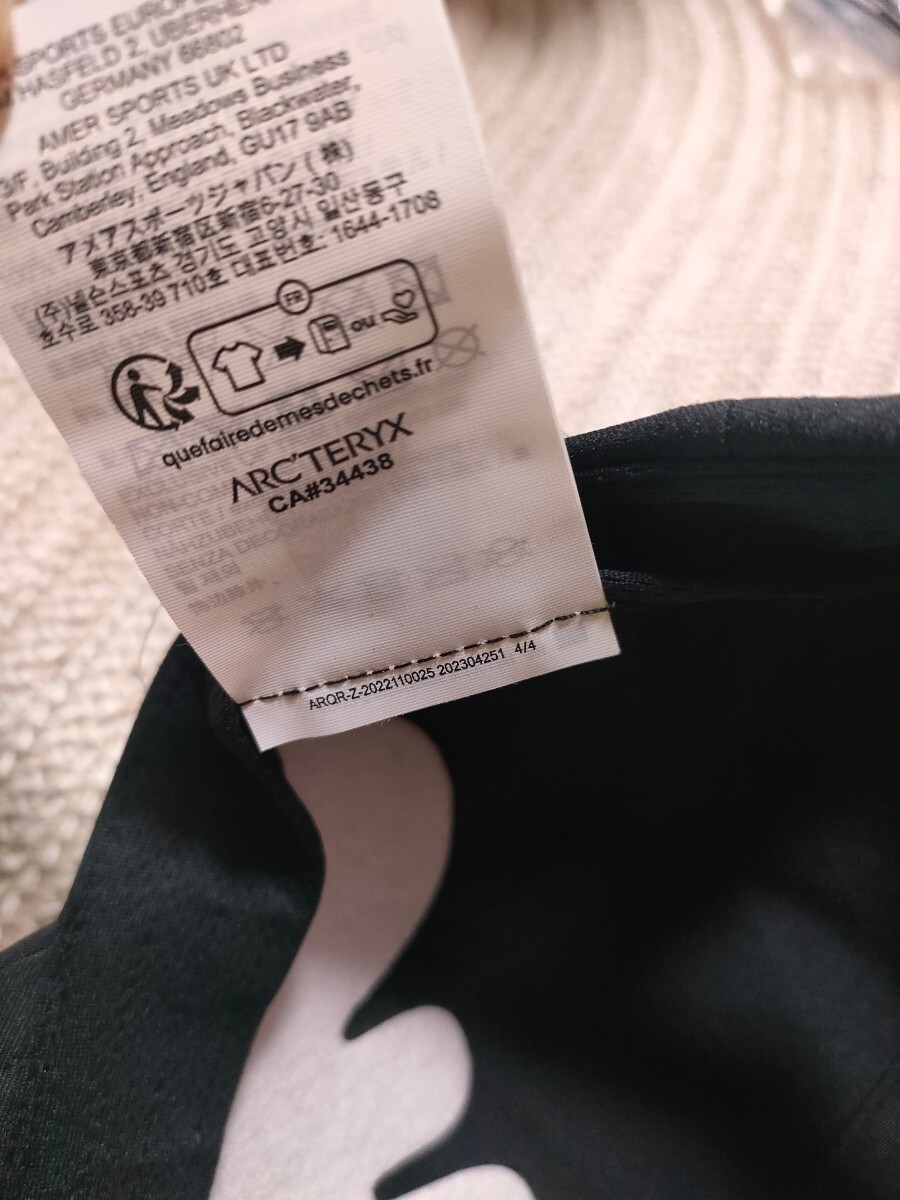 SPORTS EUROPE
HASFELD 2, ÜBERHERR
GERMANY 66802
AMER SPORTS UK LTD
3/F, Building 2, Meadows Business
Park Station Approach, Blackwater,
Camberley, England, GU17 9AB
アメアスポーツジャパン(株)
東京都新宿区新宿6-27-30
(주)넬슨스포츠 경기도 고양시 일산동구
호수로 358-39 710호 대표번호: 1644-1708
FR
ou
quefairedemesdechets.fr
ARC'TERYX
CA#34438
ARQR-Z-2022110025 202304251 4/4